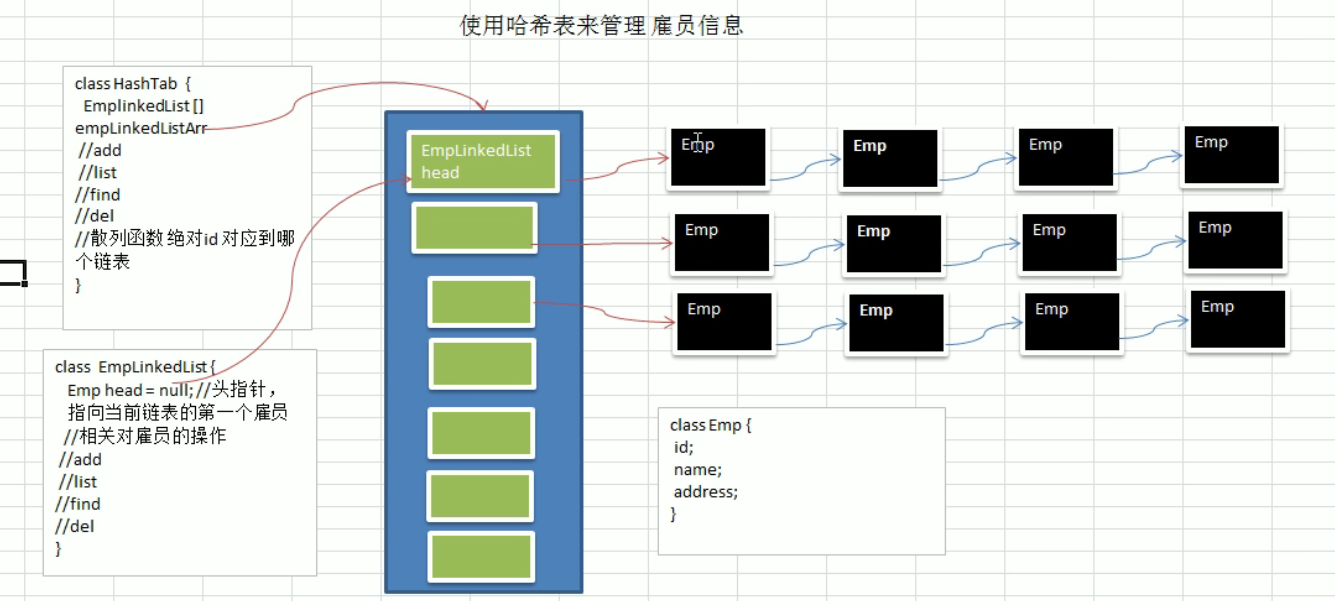 使用哈希表来管理 雇员信息
class HashTab {
EmplinkedList []
empLinkedListArr
//add
//list
//find
//del
//散列函数 绝对id 对应到哪
个链表
}
class EmpLinkedList {
Emp head = null; //头指针，
指向当前链表的第一个雇员
//相关对雇员的操作
//add
//list
//find
//del
}
EmpLinkedList
head
Emp
Emp
Emp
Emp
Emp
Emp
Emp
Emp
Emp
Emp
Emp
Emp
class Emp {
id;
name;
address;
}